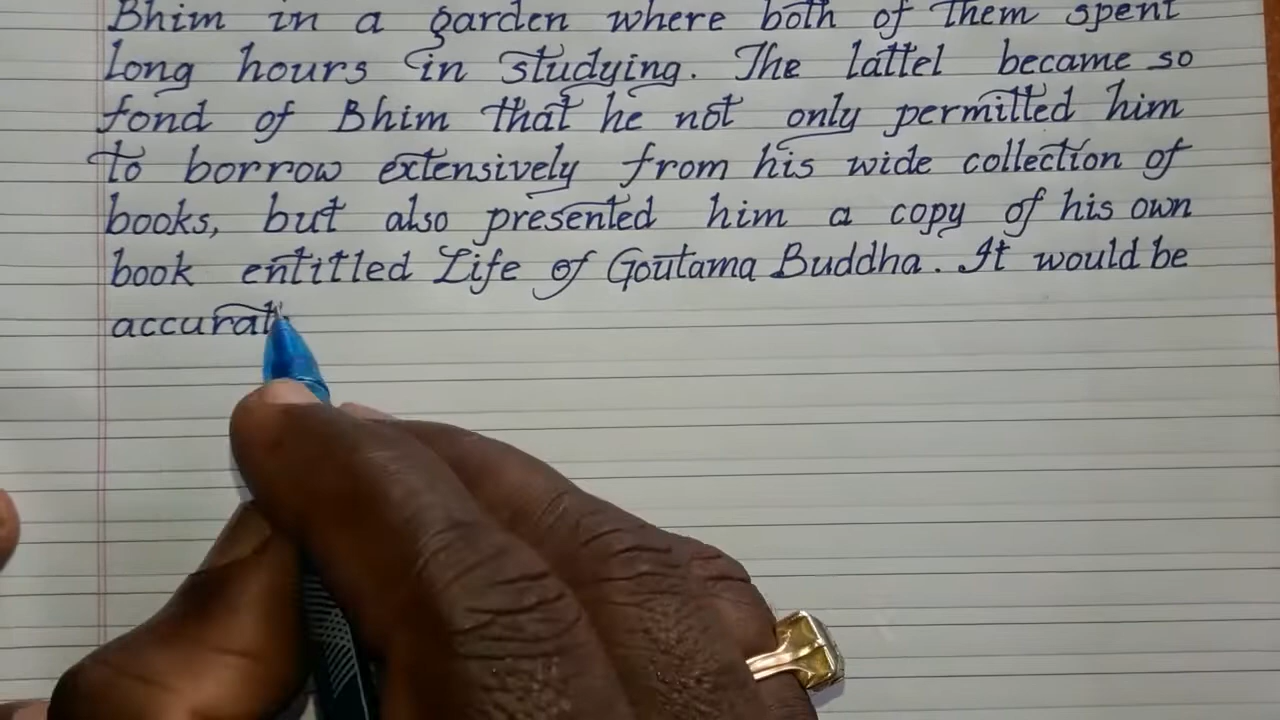 Bhim in a garden where both of them spent
long hours in studying. The lattel became so
fond of Bhim that he not only permitted him
to borrow extensively from his wide collection of
books, but also presented him a copy of his own
book entitled Life of Goutama Buddha. It would be
accurat